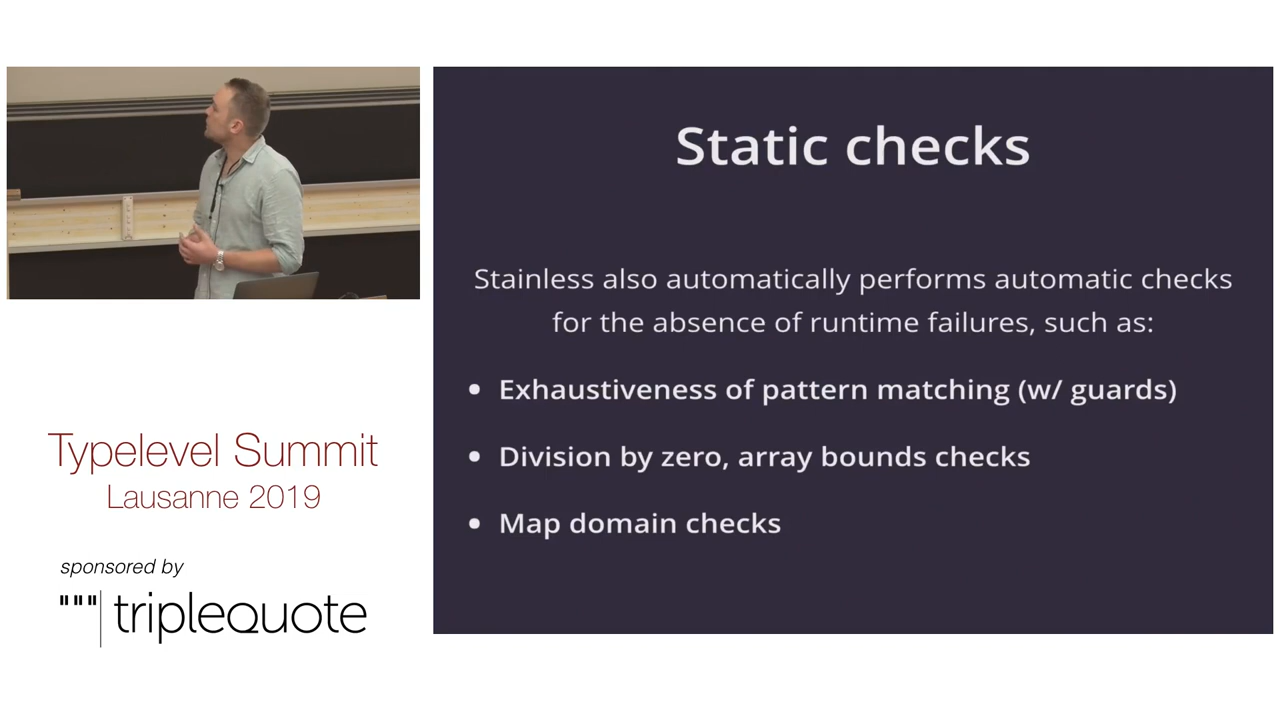 Static checks
Stainless also automatically performs automatic checks
for the absence of runtime failures, such as:
• Exhaustiveness of pattern matching (w/ guards)
• Division by zero, array bounds checks
• Map domain checks
Typelevel Summit
Lausanne 2019
sponsored by
"""|triplequote